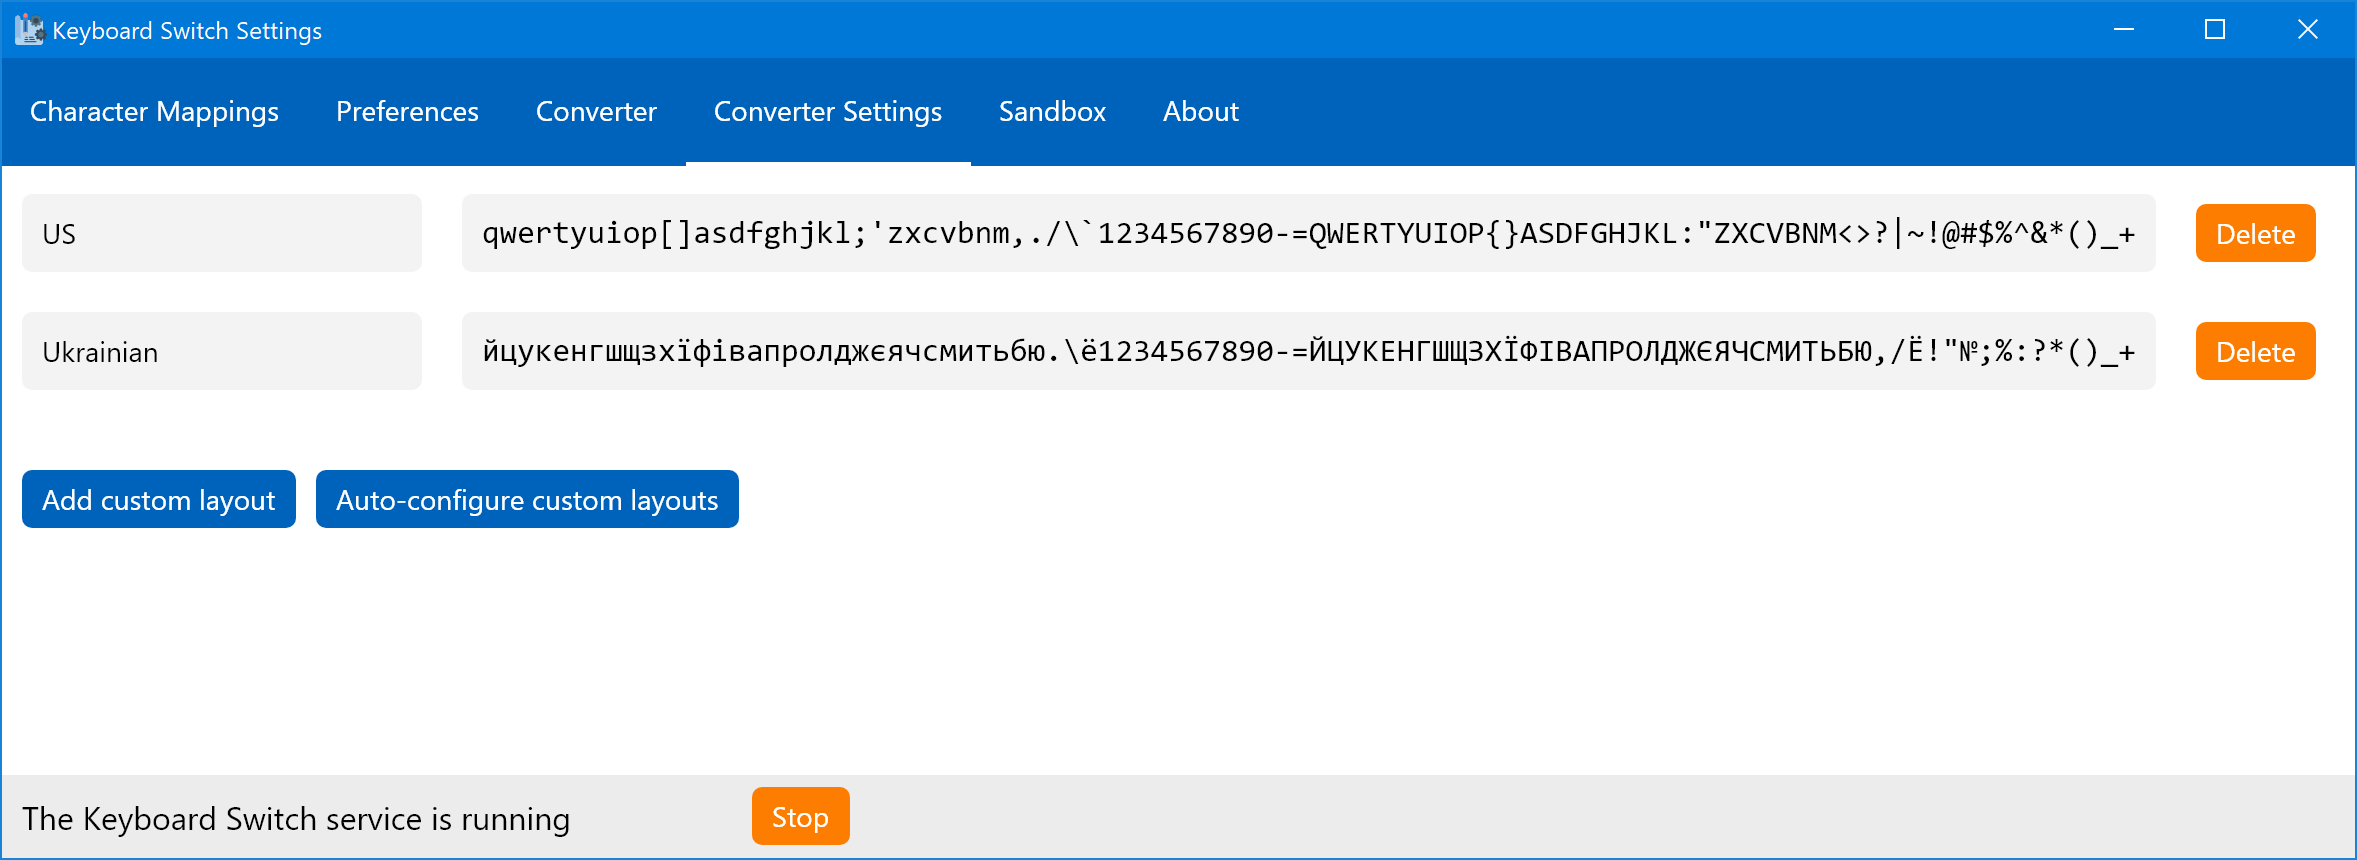 Keyboard Switch Settings
Character Mappings Preferences Converter Converter Settings Sandbox About
US qwertyuiop[]asdfghjkl;'zxcvbnm,./\`1234567890-=QWERTYUIOP{}ASDFGHJKL:"ZXCVBNM<>?|~!@#$%^&*()_+ Delete
Ukrainian йцукенгшщзхїфівапролджєячсмитьбю.\ё1234567890-=ЙЦУКЕНГШЩЗХЇФІВАПРОЛДЖЄЯЧСМИТЬБЮ,/Ё!"№;%:?*()_+ Delete
Add custom layout Auto-configure custom layouts
The Keyboard Switch service is running Stop